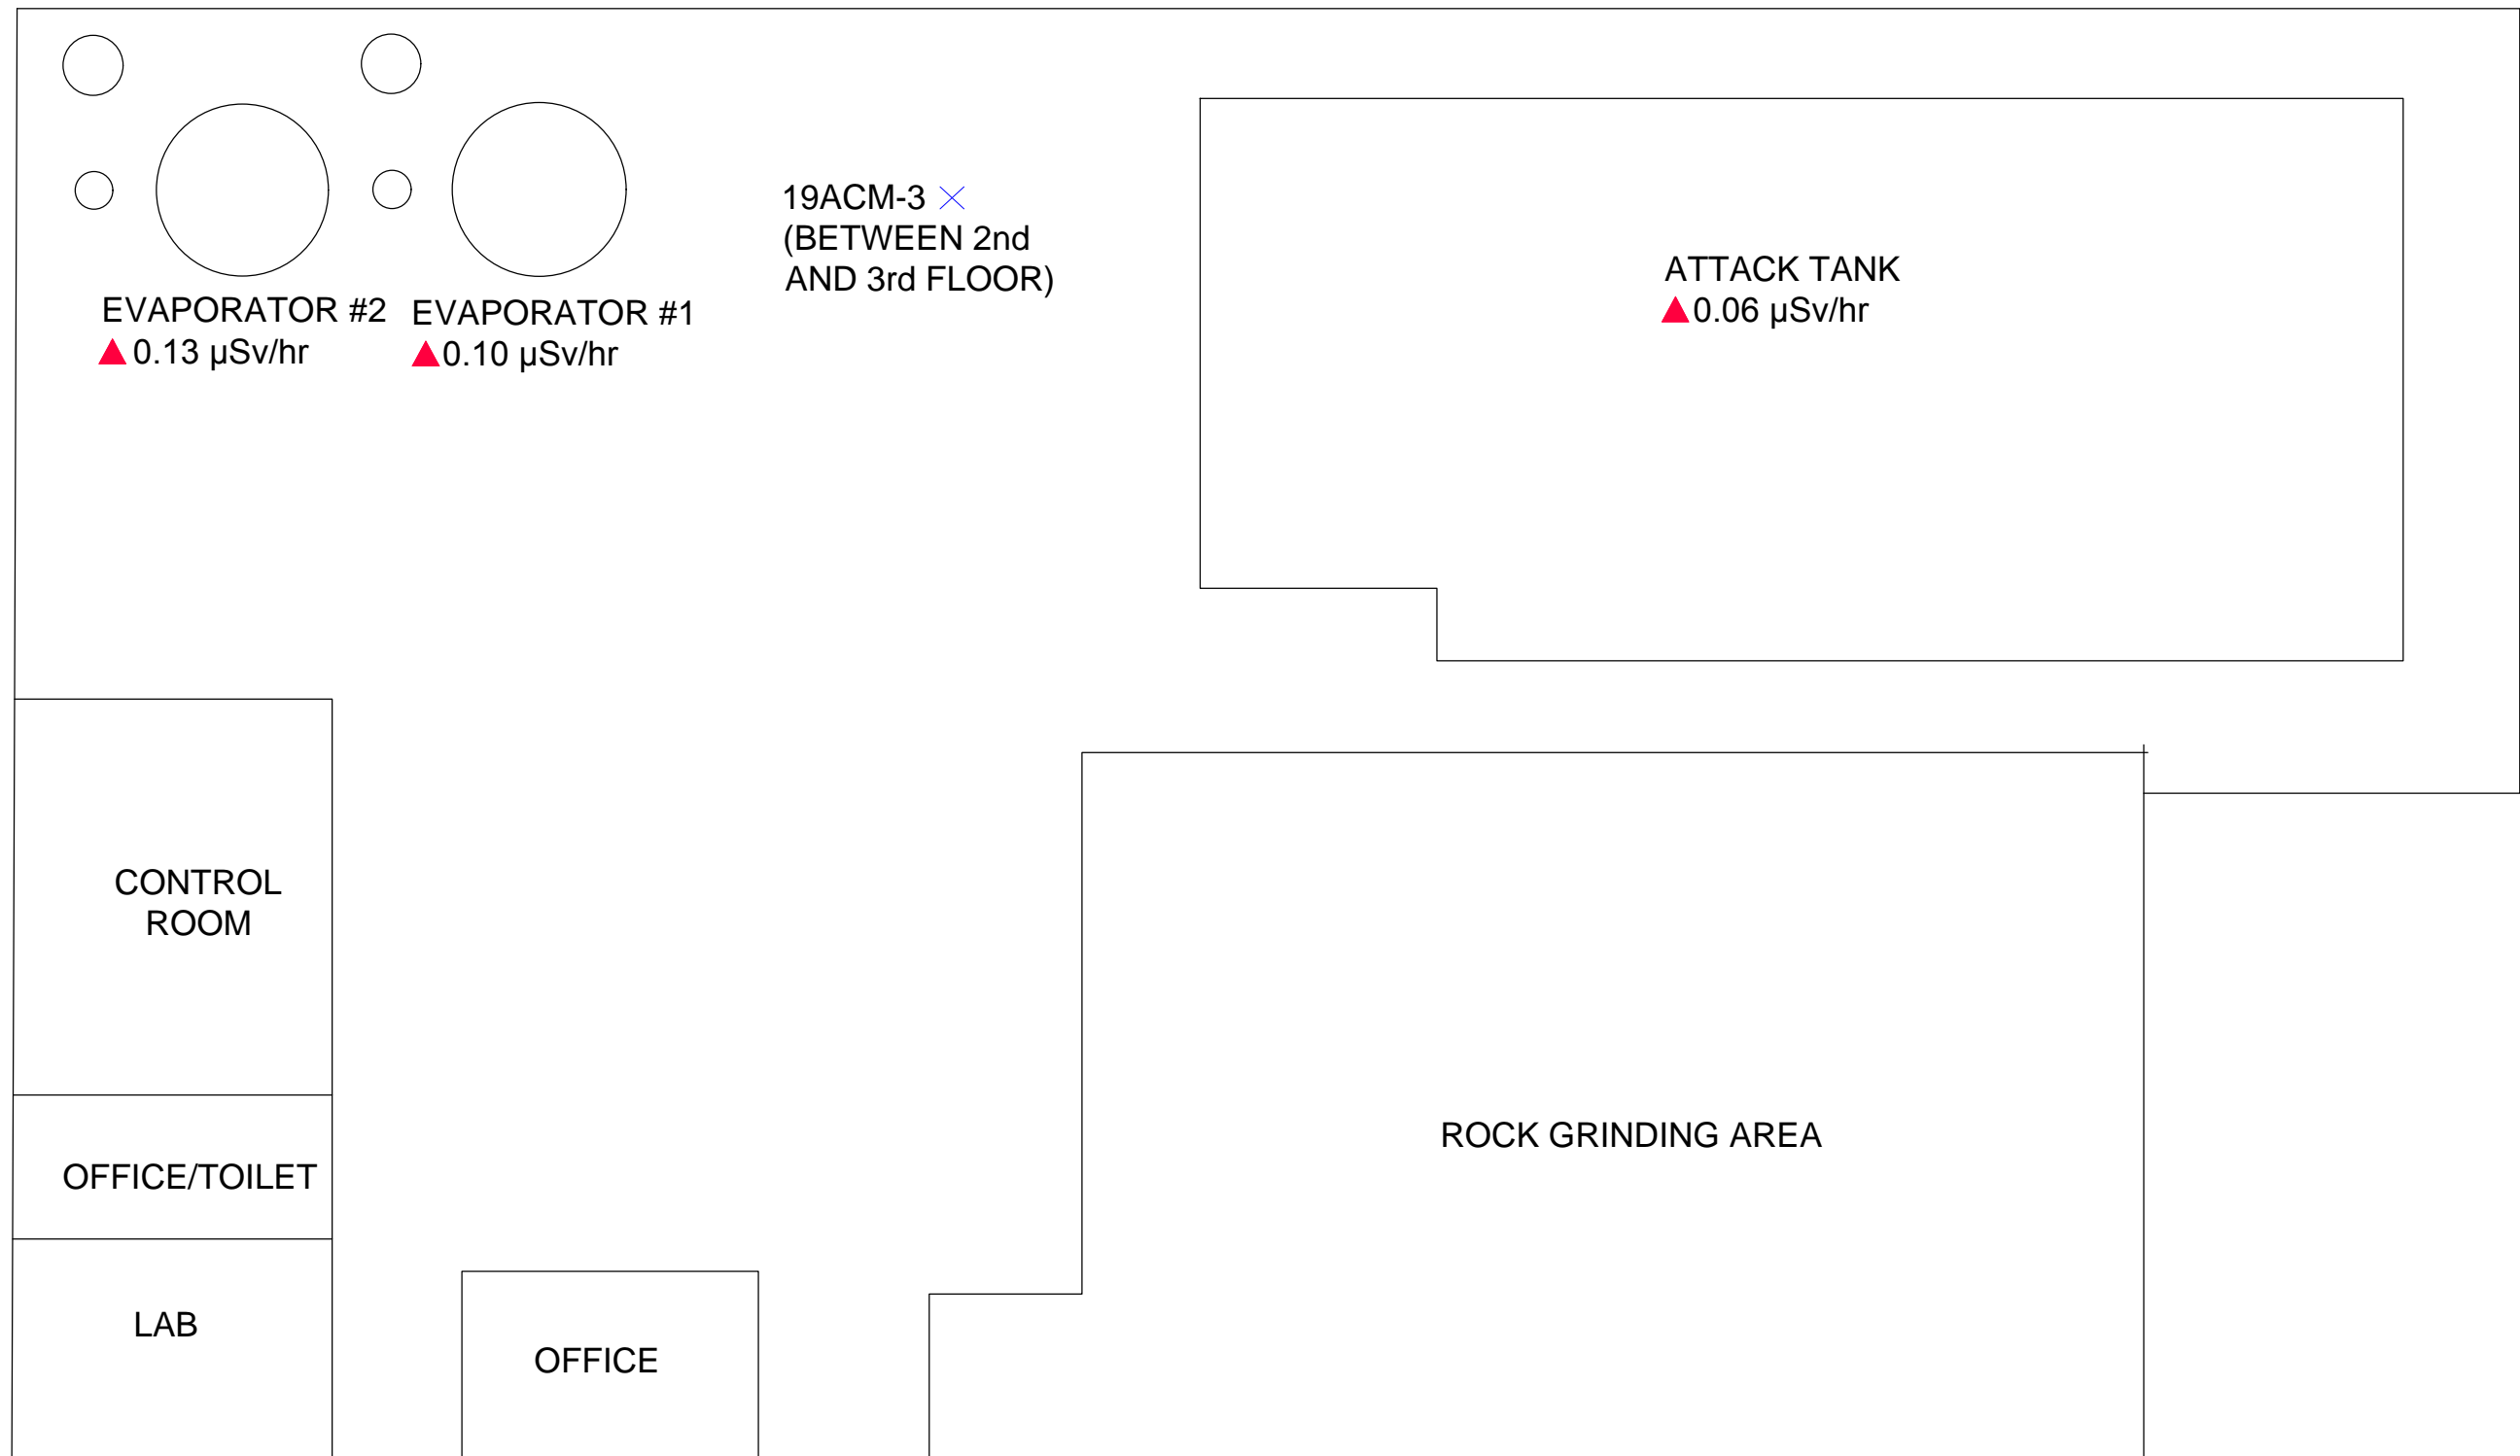 19ACM-3
(BETWEEN 2nd
AND 3rd FLOOR)
ATTACK TANK
0.06 µSv/hr
EVAPORATOR #2
0.13 µSv/hr
EVAPORATOR #1
0.10 µSv/hr
CONTROL
ROOM
OFFICE/TOILET
ROCK GRINDING AREA
LAB
OFFICE